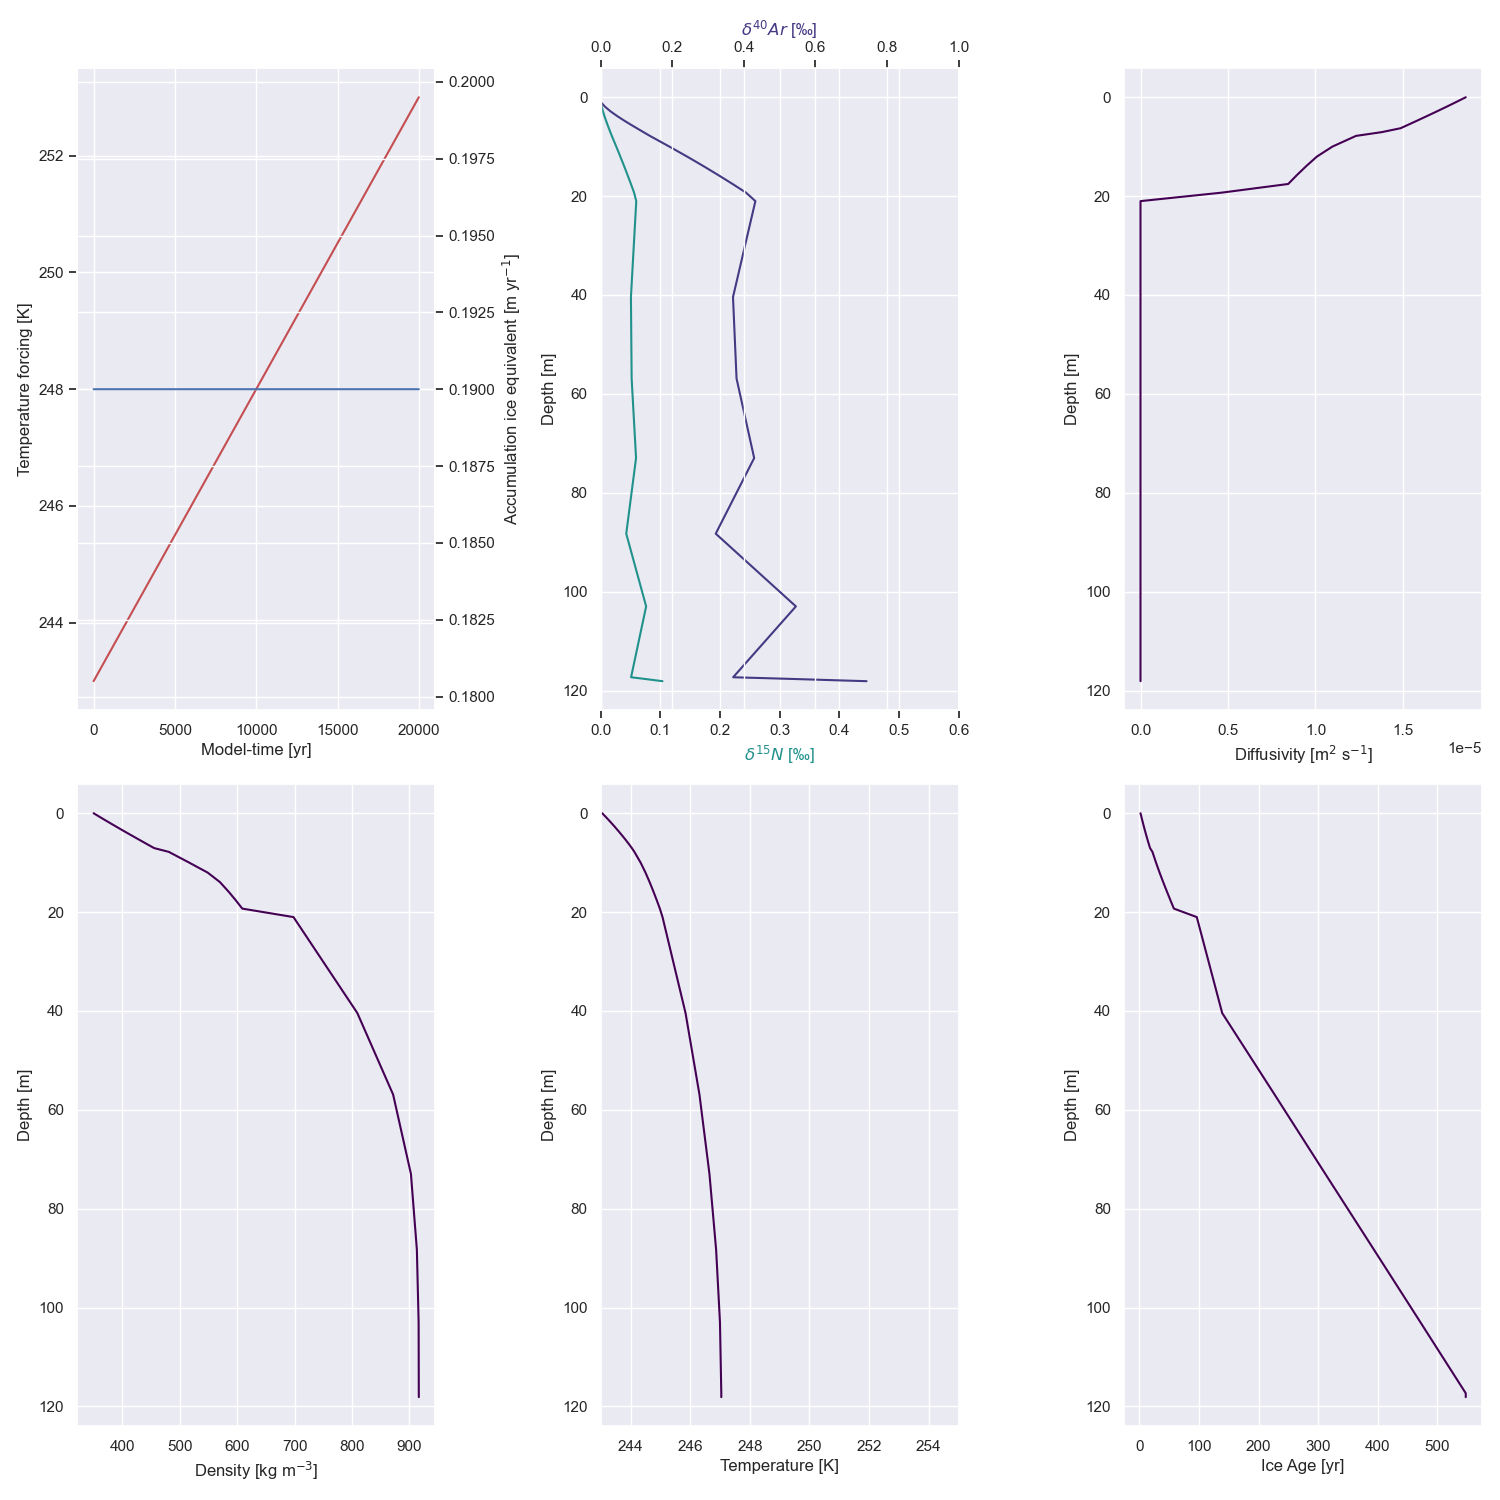 δ⁴⁰Ar [‰]
0.0 0.2 0.4 0.6 0.8 1.0
Temperature forcing [K]
252
250
248
246
244
0 5000 10000 15000 20000
Model-time [yr]
0.2000
0.1975
0.1950
0.1925
0.1900
0.1875
0.1850
0.1825
0.1800
Accumulation ice equivalent [m yr⁻¹]
Depth [m]
0
20
40
60
80
100
120
0.0 0.1 0.2 0.3 0.4 0.5 0.6
δ¹⁵N [‰]
Depth [m]
0
20
40
60
80
100
120
0.0 0.5 1.0 1.5
1e−5
Diffusivity [m² s⁻¹]
Depth [m]
0
20
40
60
80
100
120
400 500 600 700 800 900
Density [kg m⁻³]
Depth [m]
0
20
40
60
80
100
120
244 246 248 250 252 254
Temperature [K]
Depth [m]
0
20
40
60
80
100
120
0 100 200 300 400 500
Ice Age [yr]